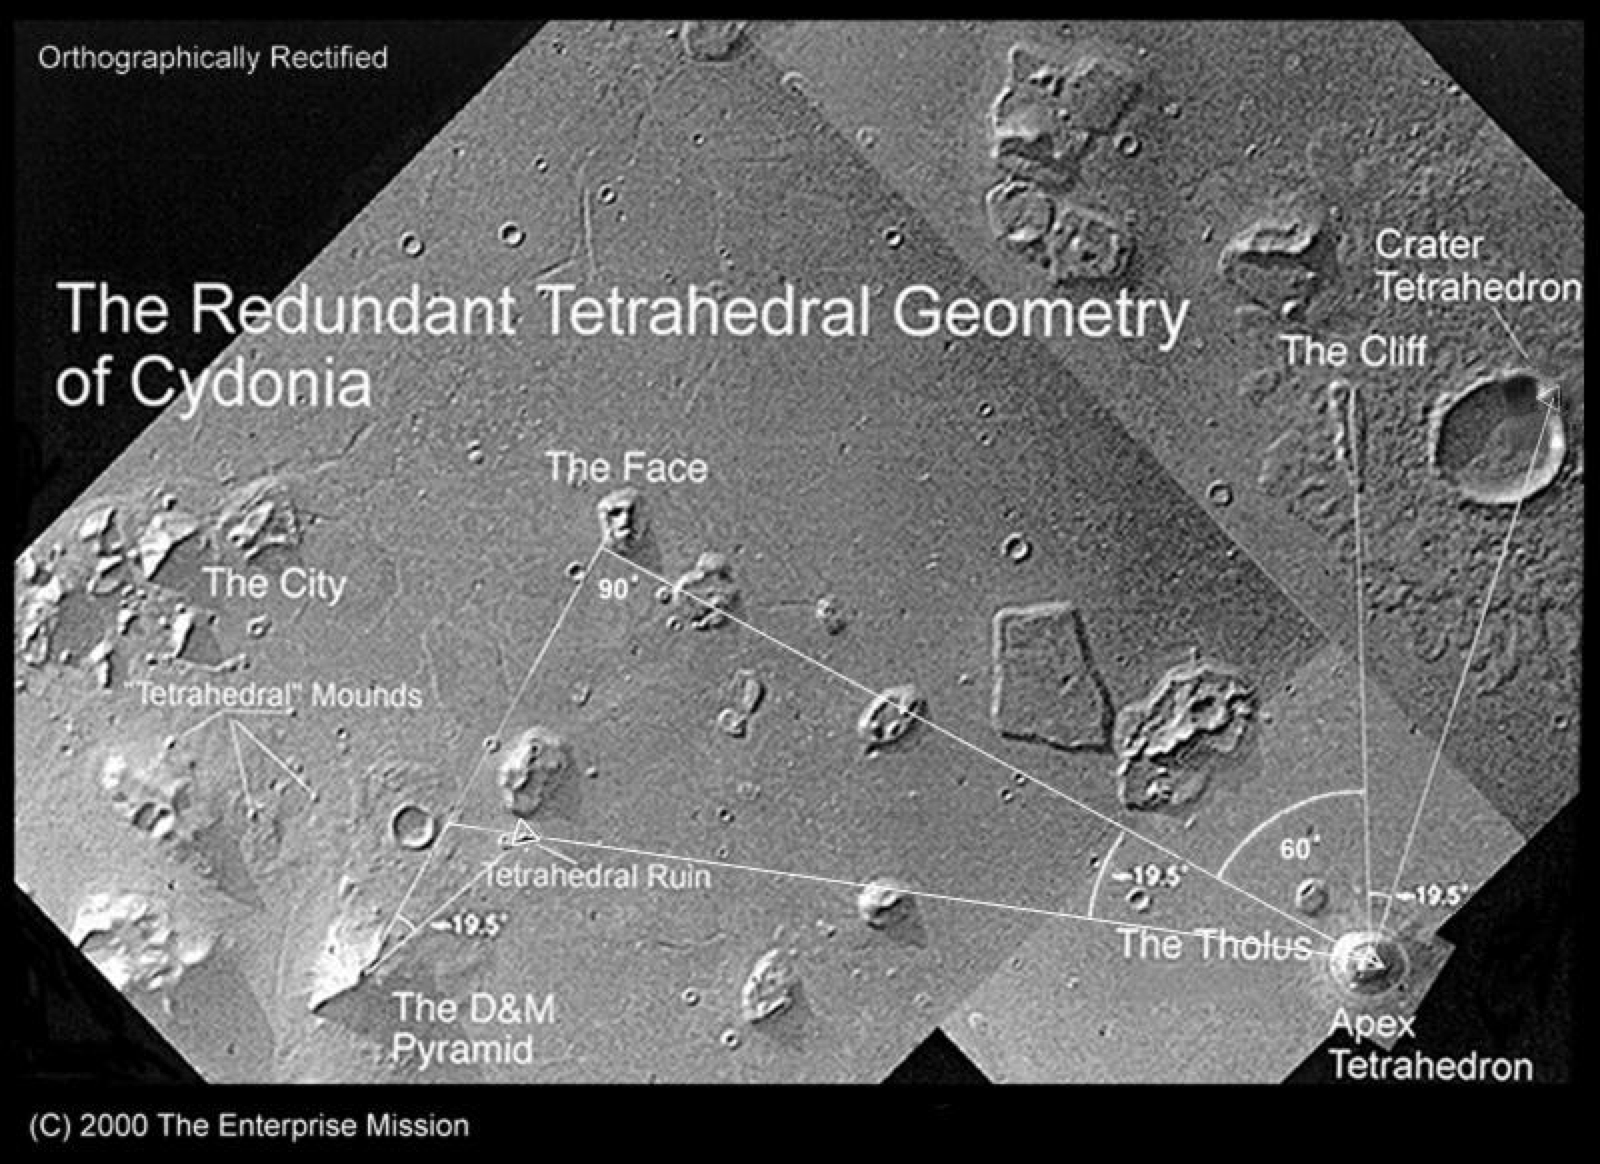 Orthographically Rectified
The Redundant Tetrahedral Geometry
of Cydonia
Crater
Tetrahedron
The Cliff
The Face
90°
The City
"Tetrahedral" Mounds
Tetrahedral Ruin
~19.5°
60°
~19.5°
~19.5°
The Tholus
The D&M
Pyramid
Apex
Tetrahedron
(C) 2000 The Enterprise Mission